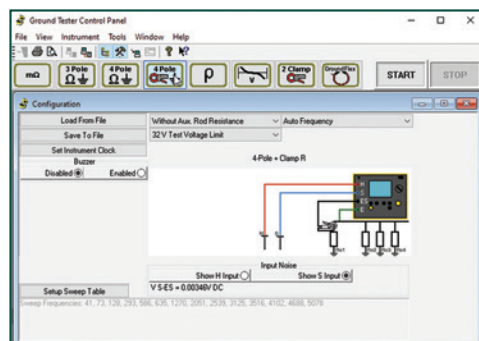 Ground Tester Control Panel
File View Instrument Tools Window Help
mΩ 3 Pole Ω 4 Pole Ω 4 Pole ρ 2 Clamp GroundFlex START STOP
Configuration
Load From File Without Aux. Rod Resistance Auto Frequency
Save To File 32 V Test Voltage Limit
Set Instrument Clock
Buzzer
Disabled Enabled
4-Pole + Clamp R
H
S
ES
E
Input Noise
Show H Input Show S Input
Setup Sweep Table V S-ES = 0.00346V DC
Sweep Frequencies: 41, 73, 128, 293, 586, 635, 1270, 2051, 2539, 3125, 3516, 4102, 4688, 5078